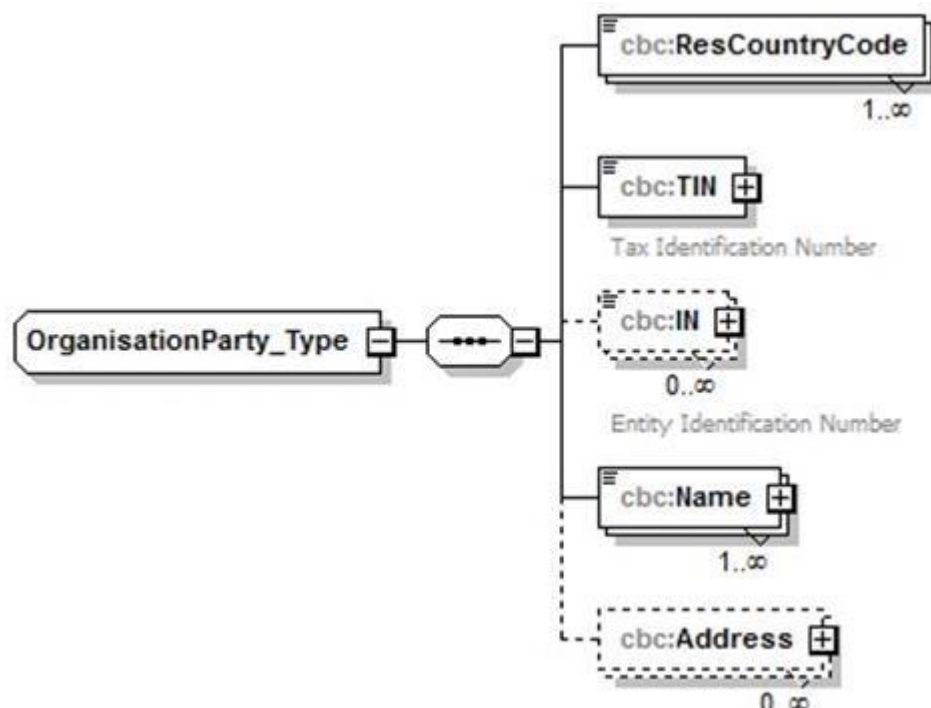 cbc:ResCountryCode
1..∞
cbc:TIN
Tax Identification Number
OrganisationParty_Type
cbc:IN
0..∞
Entity Identification Number
cbc:Name
1..∞
cbc:Address
0..∞